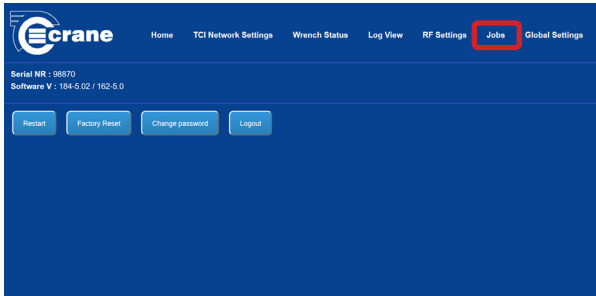 crane
Home TCI Network Settings Wrench Status Log View RF Settings Jobs Global Settings
Serial NR : 98870
Software V : 184-5.02 / 162-5.0
Restart Factory Reset Change password Logout